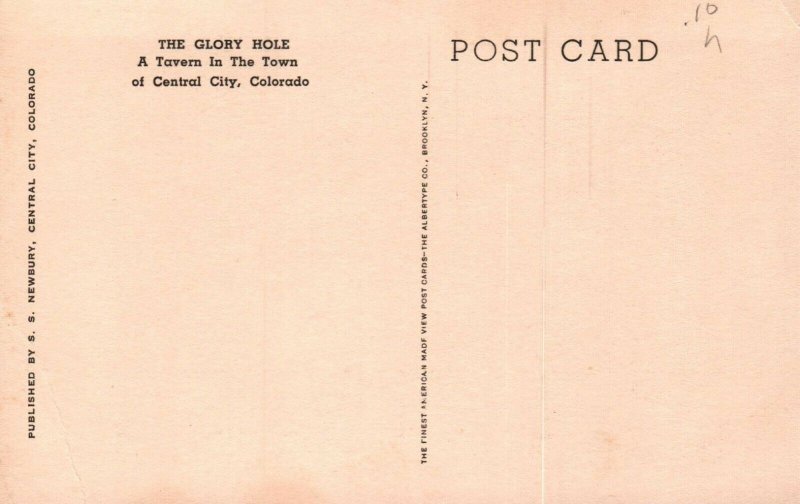 THE GLORY HOLE
A Tavern In The Town
of Central City, Colorado
PUBLISHED BY S. S. NEWBURY, CENTRAL CITY, COLORADO
THE FINEST AMERICAN MADE VIEW POST CARDS—THE ALBERTYPE CO., BROOKLYN, N. Y.
POST CARD
.10